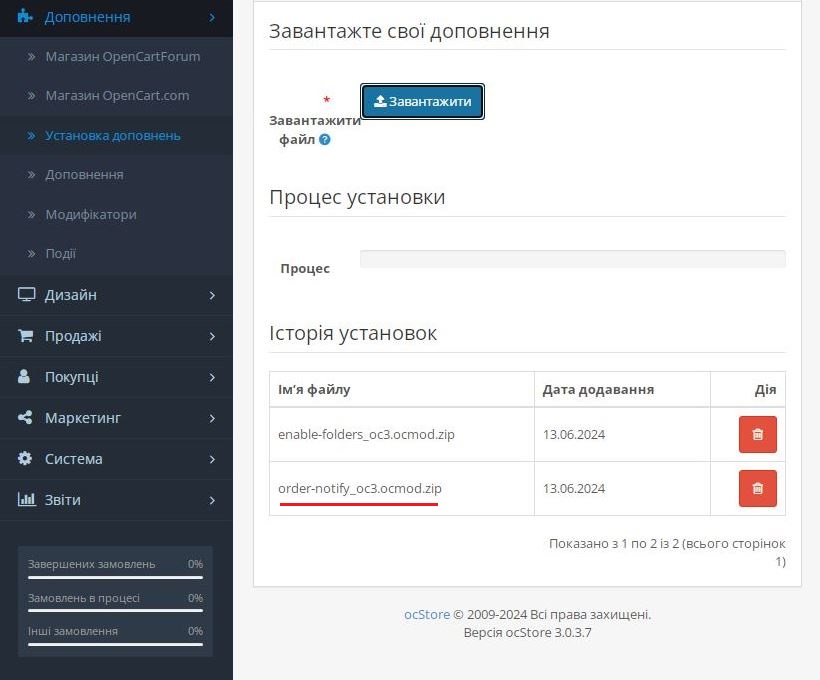 Доповнення
Магазин OpenCartForum
Магазин OpenCart.com
Установка доповнень
Доповнення
Модифікатори
Події
Дизайн
Продажі
Покупці
Маркетинг
Система
Звіти
Завершених замовлень 0%
Замовлень в процесі 0%
Інші замовлення 0%
Завантажте свої доповнення
* Завантажити
файл ?
Завантажити
Процес установки
Процес
Історія установок
Ім'я файлу Дата додавання Дія
enable-folders_oc3.ocmod.zip 13.06.2024
order-notify_oc3.ocmod.zip 13.06.2024
Показано з 1 по 2 із 2 (всього сторінок
1)
ocStore © 2009-2024 Всі права захищені.
Версія ocStore 3.0.3.7